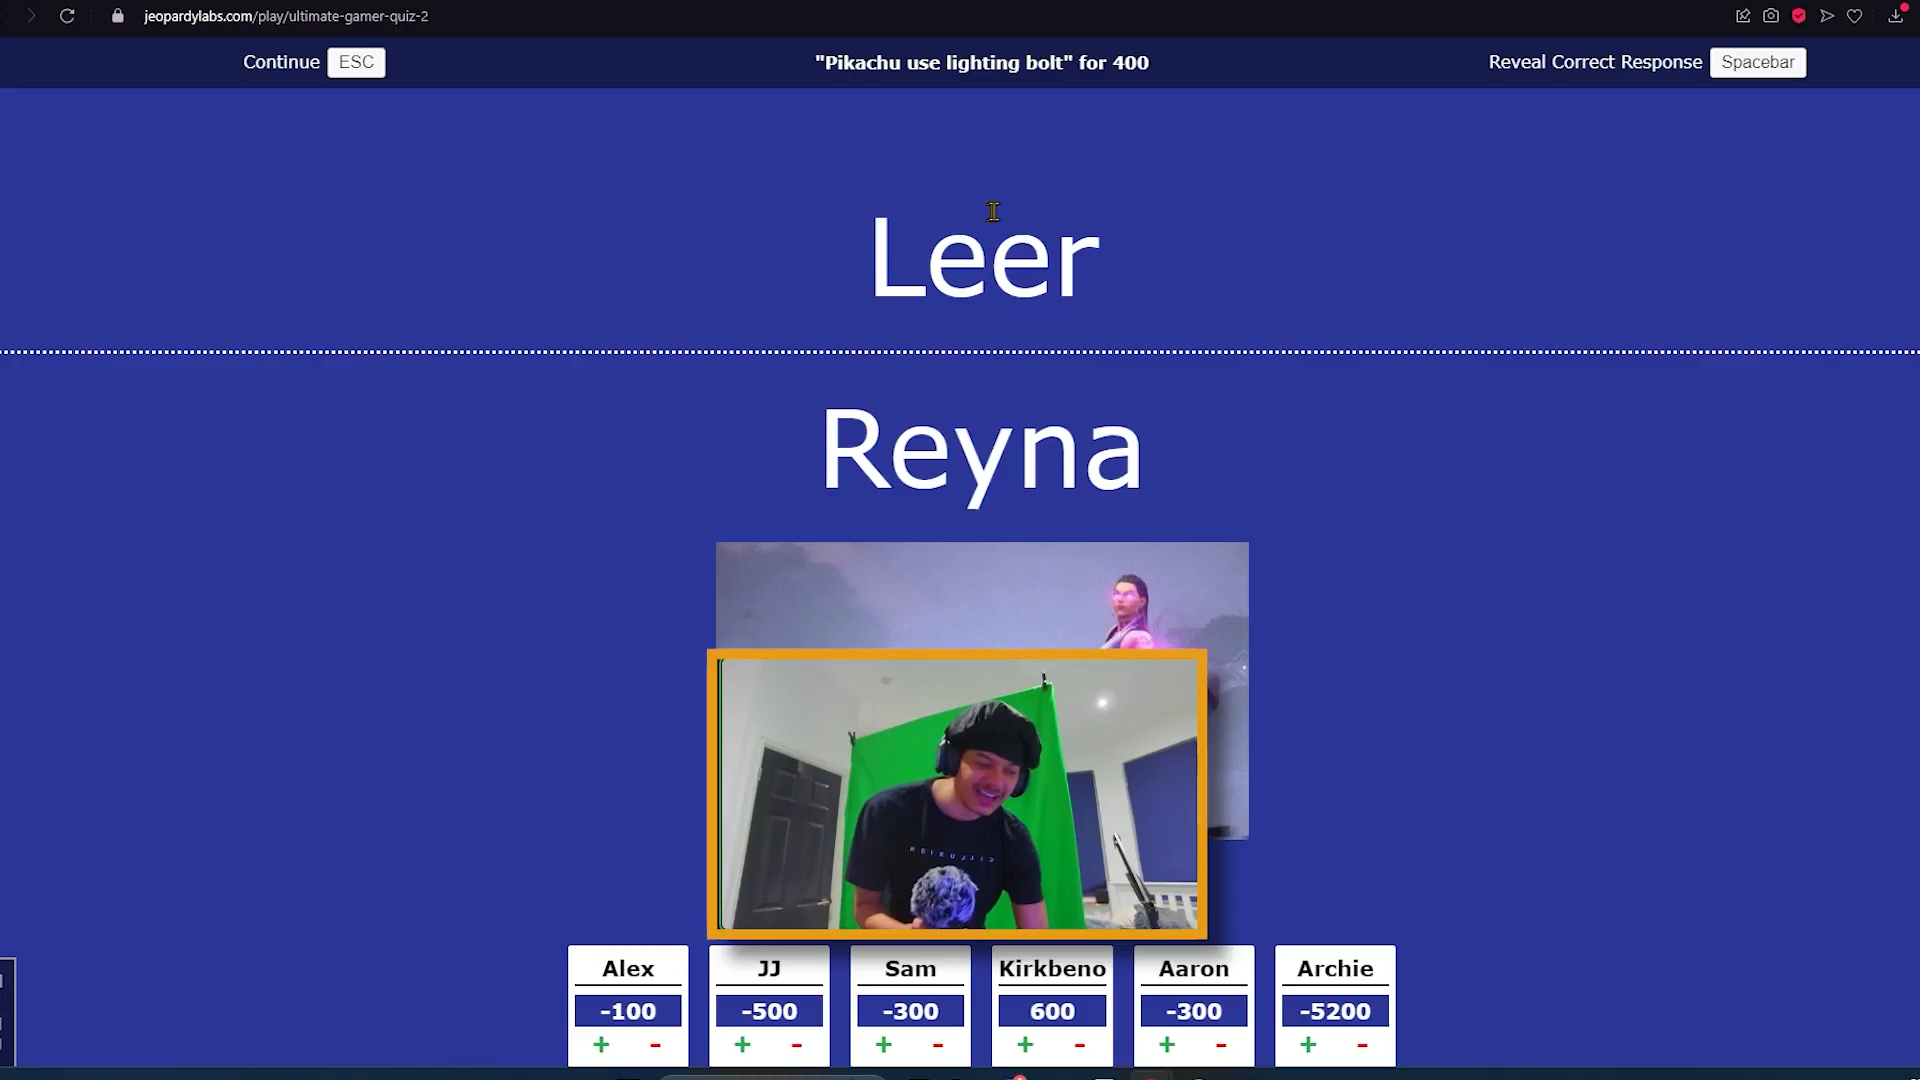 jeopardylabs.com/play/ultimate-gamer-quiz-2
Continue ESC "Pikachu use lighting bolt" for 400 Reveal Correct Response Spacebar
Leer
Reyna
Alex JJ Sam Kirkbeno Aaron Archie
-100 -500 -300 600 -300 -5200
+ - + - + - + - + - + -